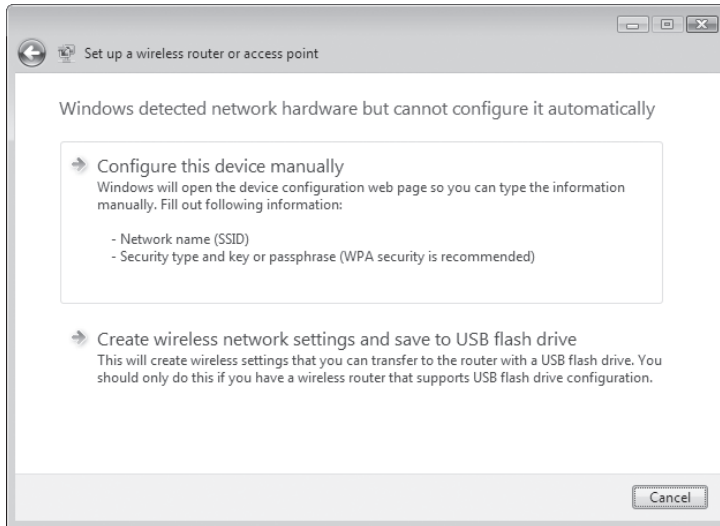 Set up a wireless router or access point
Windows detected network hardware but cannot configure it automatically
Configure this device manually
Windows will open the device configuration web page so you can type the information
manually. Fill out following information:
- Network name (SSID)
- Security type and key or passphrase (WPA security is recommended)
Create wireless network settings and save to USB flash drive
This will create wireless settings that you can transfer to the router with a USB flash drive. You
should only do this if you have a wireless router that supports USB flash drive configuration.
Cancel